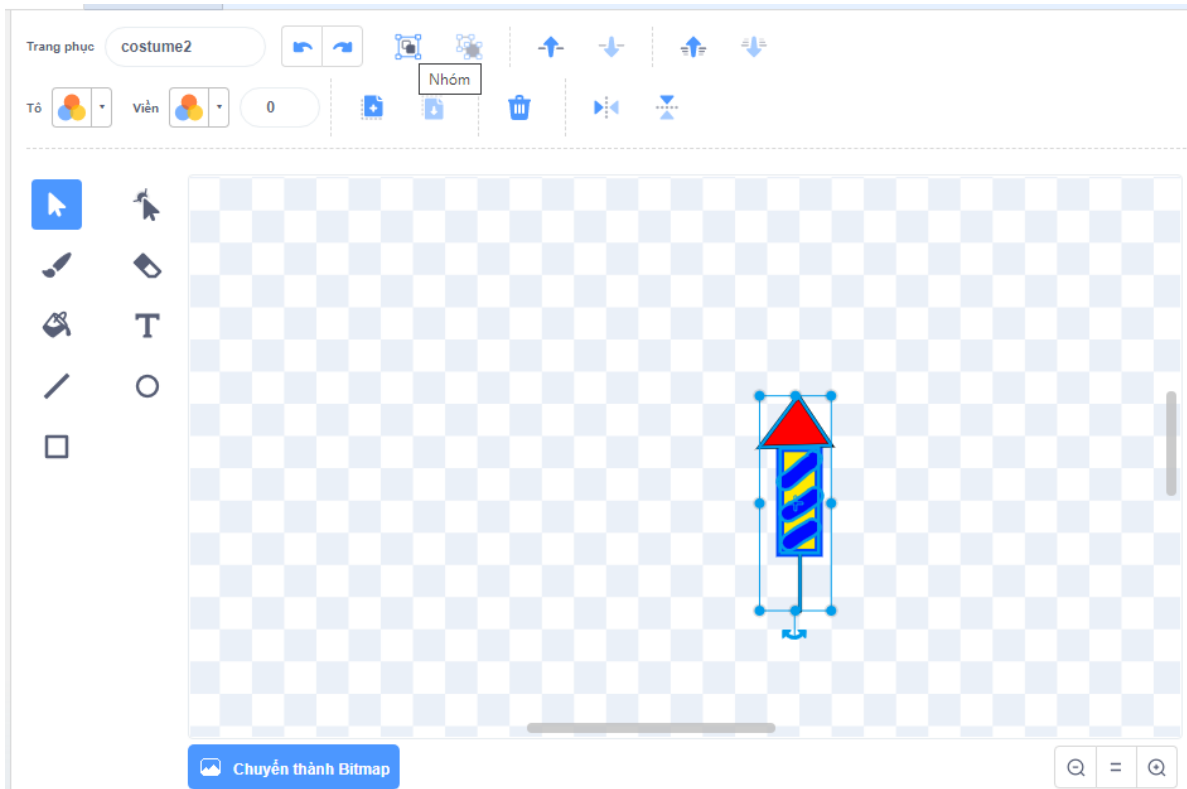 Trang phục costume2
Nhóm
Tô Viền 0
T
Chuyển thành Bitmap